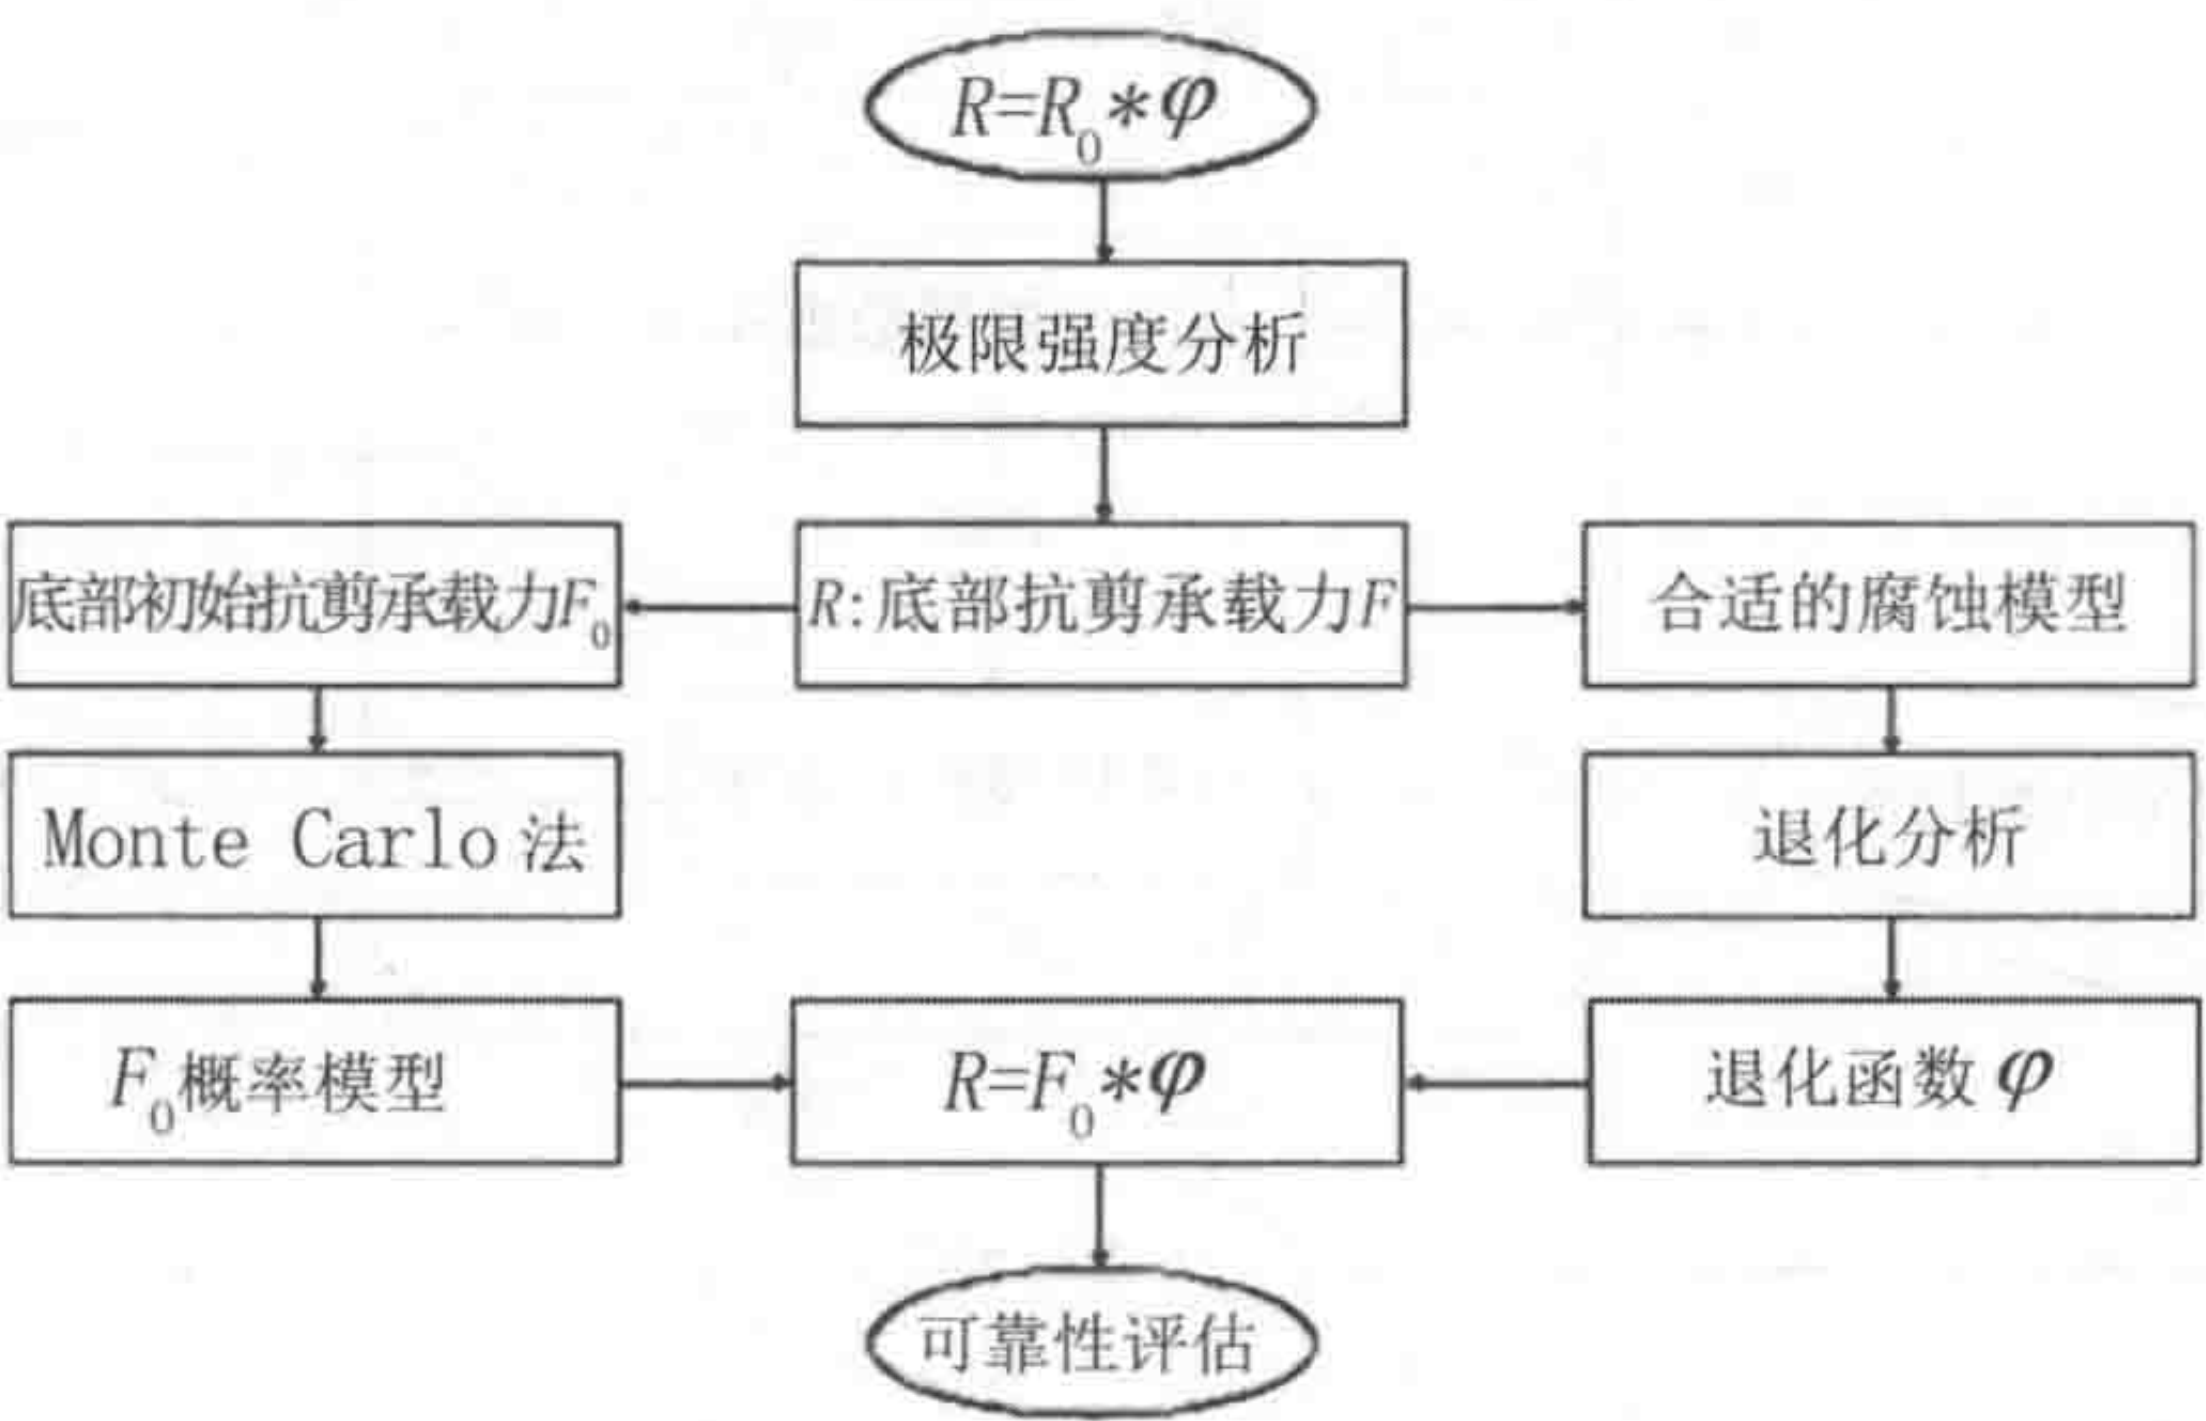 R=R₀*φ
极限强度分析
底部初始抗剪承载力F₀
R:底部抗剪承载力F
合适的腐蚀模型
Monte Carlo法
退化分析
F₀概率模型
R=F₀*φ
退化函数φ
可靠性评估